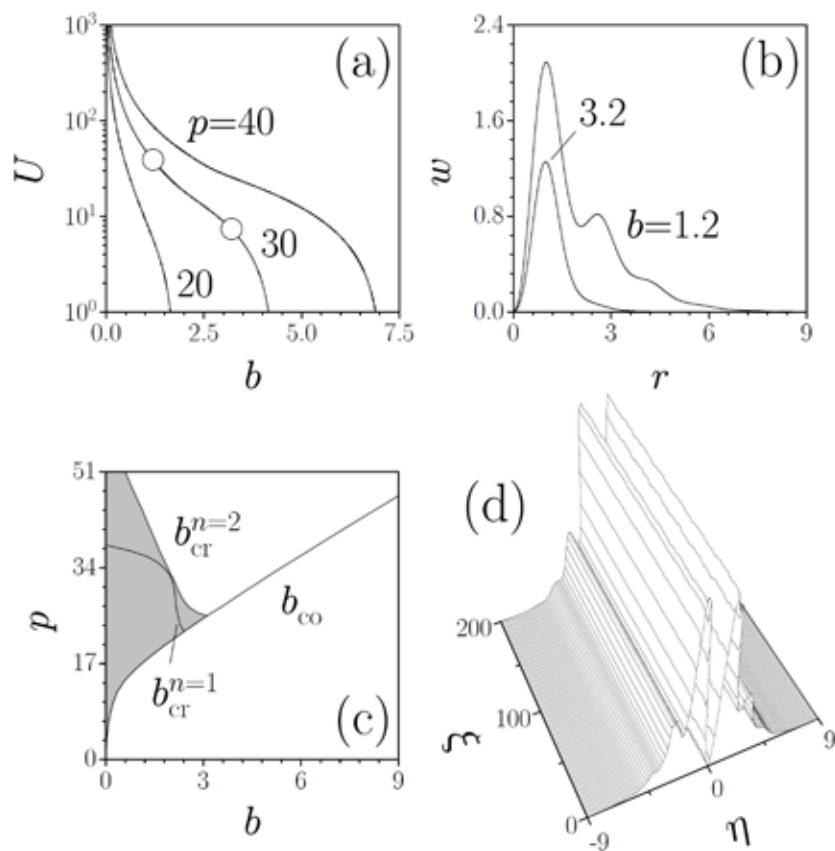 (a)
U
10³
10²
10¹
10⁰
p=40
30
20
0.0 2.5 5.0 7.5
b
(b)
w
2.4
1.6
0.8
0.0
3.2
b=1.2
0 3 6 9
r
(c)
p
51
34
17
0
b_cr^{n=2}
b_co
b_cr^{n=1}
0 3 6 9
b
(d)
200
100
0
ξ
-9
0
9
η